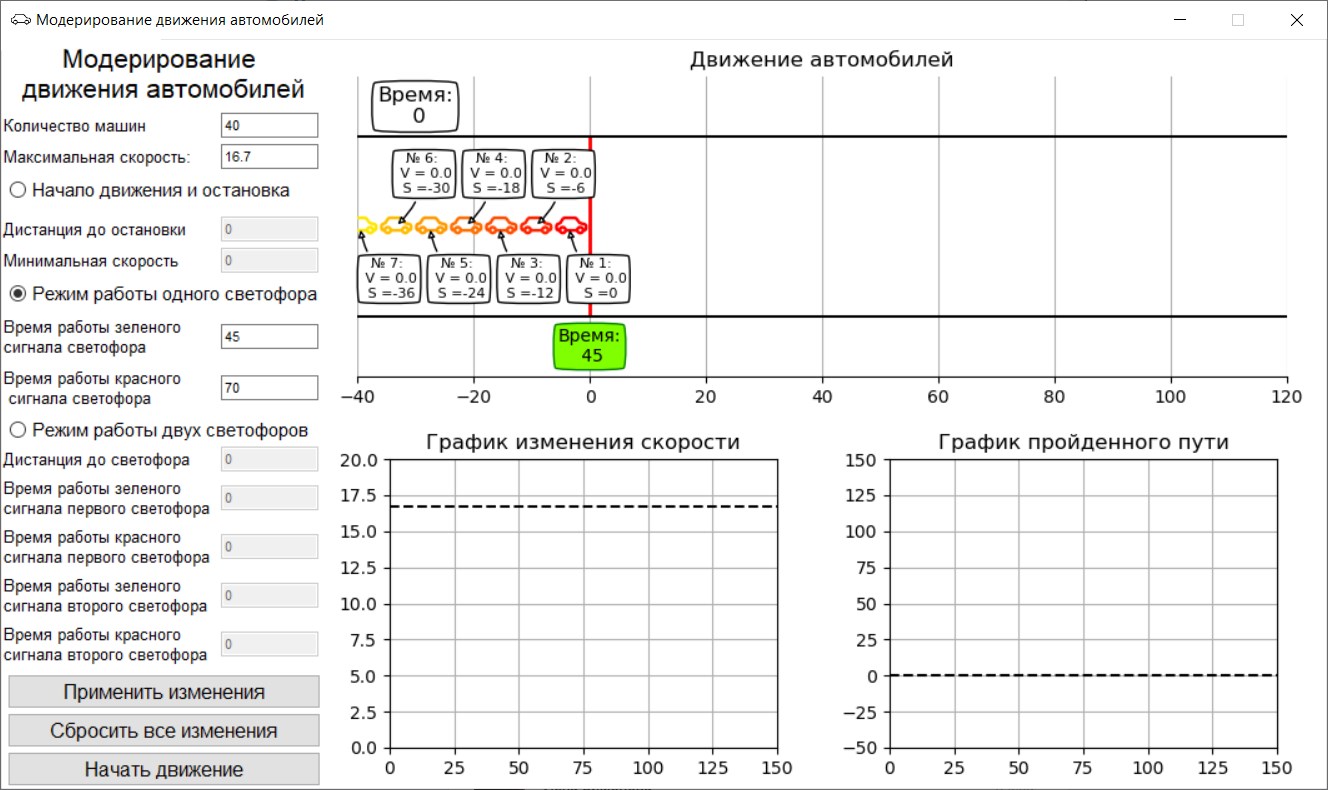 Модерирование движения автомобилей
Модерирование
движения автомобилей
Количество машин
40
Максимальная скорость:
16.7
Начало движения и остановка
Дистанция до остановки
0
Минимальная скорость
0
Режим работы одного светофора
Время работы зеленого
сигнала светофора
45
Время работы красного
сигнала светофора
70
Режим работы двух светофоров
Дистанция до светофора
0
Время работы зеленого
сигнала первого светофора
0
Время работы красного
сигнала первого светофора
0
Время работы зеленого
сигнала второго светофора
0
Время работы красного
сигнала второго светофора
0
Применить изменения
Сбросить все изменения
Начать движение
Движение автомобилей
Время:
0
№ 6:
V = 0.0
S =-30
№ 4:
V = 0.0
S =-18
№ 2:
V = 0.0
S =-6
№ 7:
V = 0.0
S =-36
№ 5:
V = 0.0
S =-24
№ 3:
V = 0.0
S =-12
№ 1:
V = 0.0
S =0
Время:
45
−40 −20 0 20 40 60 80 100 120
График изменения скорости
20.0
17.5
15.0
12.5
10.0
7.5
5.0
2.5
0.0
0 25 50 75 100 125 150
График пройденного пути
150
125
100
75
50
25
0
−25
−50
0 25 50 75 100 125 150